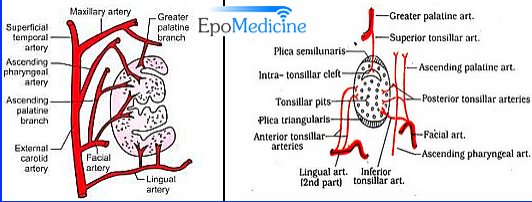 Maxillary artery
Superficial
temporal
artery
Ascending
pharyngeal
artery
Ascending
palatine
branch
External
carotid
artery
Facial
artery
Lingual
artery
Greater
palatine
branch
EpoMedicine
Greater palatine art.
Superior tonsillar art.
Plica semilunaris
Intra- tonsillar cleft
Ascending palatine art.
Tonsillar pits
Posterior tonsillar arteries
Plica triangularis
Anterior tonsillar
arteries
Facial art.
Ascending pharyngeal art.
Lingual art.
(2nd part)
Inferior
tonsillar art.